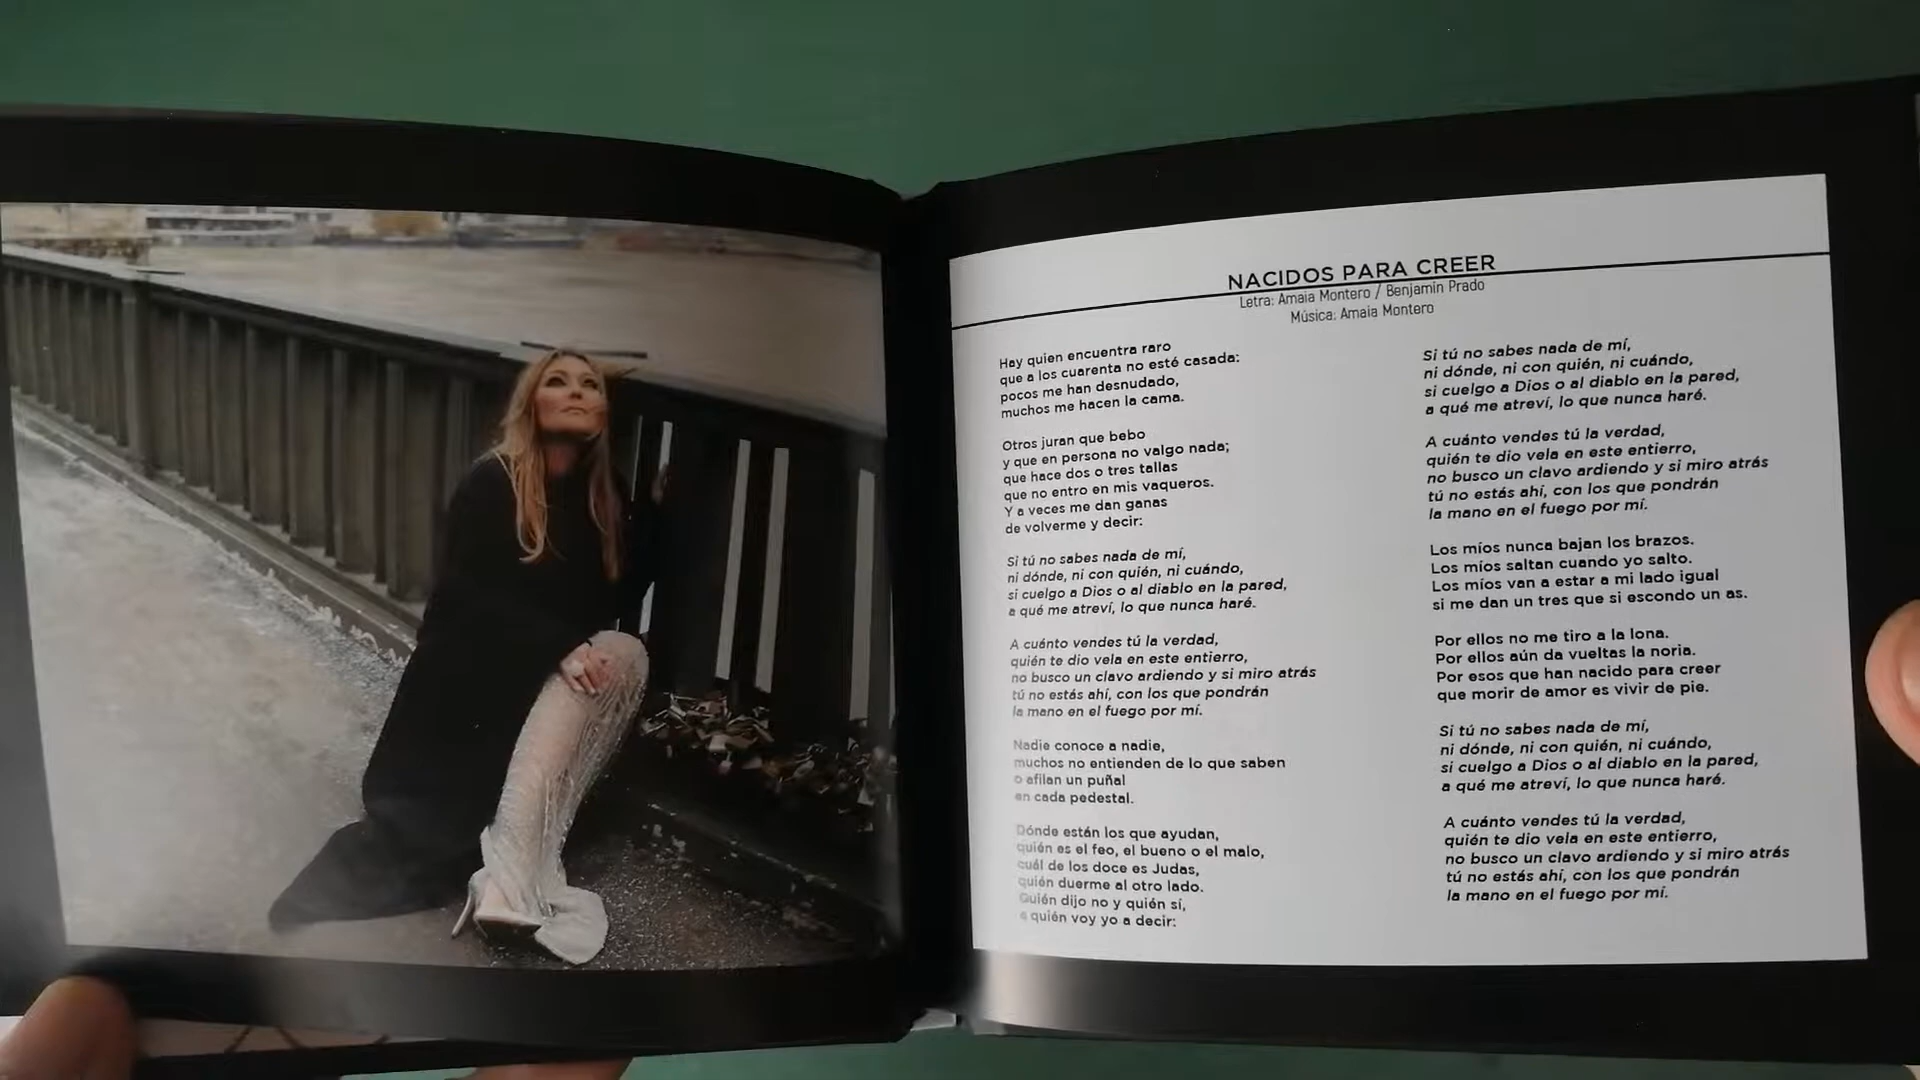 NACIDOS PARA CREER
Letra: Amaia Montero / Benjamín Prado
Música: Amaia Montero
Hay quien encuentra raro
que a los cuarenta no esté casada:
pocos me han desnudado,
muchos me hacen la cama.
Otros juran que bebo
y que en persona no valgo nada;
que hace dos o tres tallas
que no entro en mis vaqueros.
Y a veces me dan ganas
de volverme y decir:
Si tú no sabes nada de mí,
ni dónde, ni con quién, ni cuándo,
si cuelgo a Dios o al diablo en la pared,
a qué me atreví, lo que nunca haré.
A cuánto vendes tú la verdad,
quién te dio vela en este entierro,
no busco un clavo ardiendo y si miro atrás
tú no estás ahí, con los que pondrán
la mano en el fuego por mí.
Nadie conoce a nadie,
muchos no entienden de lo que saben
o afilan un puñal
en cada pedestal.
Dónde están los que ayudan,
quién es el feo, el bueno o el malo,
cuál de los doce es Judas,
quién duerme al otro lado.
Quién dijo no y quién sí,
a quién voy yo a decir:
Si tú no sabes nada de mí,
ni dónde, ni con quién, ni cuándo,
si cuelgo a Dios o al diablo en la pared,
a qué me atreví, lo que nunca haré.
A cuánto vendes tú la verdad,
quién te dio vela en este entierro,
no busco un clavo ardiendo y si miro atrás
tú no estás ahí, con los que pondrán
la mano en el fuego por mí.
Los míos nunca bajan los brazos.
Los míos saltan cuando yo salto.
Los míos van a estar a mi lado igual
si me dan un tres que si escondo un as.
Por ellos no me tiro a la lona.
Por ellos aún da vueltas la noria.
Por esos que han nacido para creer
que morir de amor es vivir de pie.
Si tú no sabes nada de mí,
ni dónde, ni con quién, ni cuándo,
si cuelgo a Dios o al diablo en la pared,
a qué me atreví, lo que nunca haré.
A cuánto vendes tú la verdad,
quién te dio vela en este entierro,
no busco un clavo ardiendo y si miro atrás
tú no estás ahí, con los que pondrán
la mano en el fuego por mí.